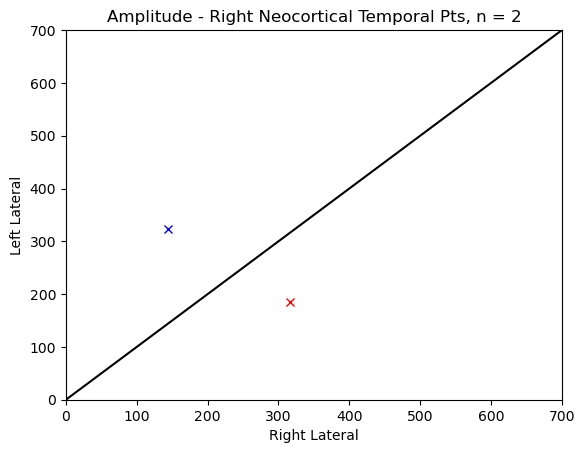 Amplitude - Right Neocortical Temporal Pts, n = 2
700
600
500
400
300
200
100
0
Left Lateral
0 100 200 300 400 500 600 700
Right Lateral